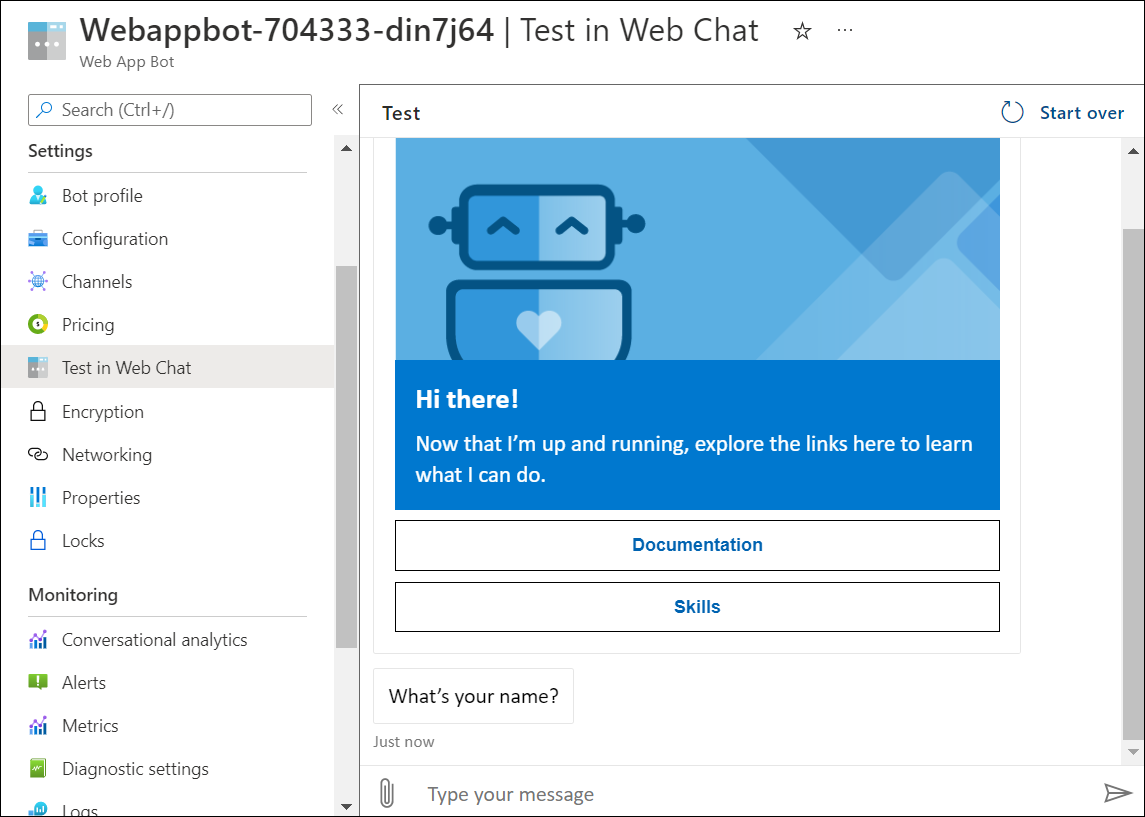 Webappbot-704333-din7j64 | Test in Web Chat
Web App Bot
Search (Ctrl+/)
Settings
Bot profile
Configuration
Channels
Pricing
Test in Web Chat
Encryption
Networking
Properties
Locks
Monitoring
Conversational analytics
Alerts
Metrics
Diagnostic settings
Logs
Test
Start over
Hi there!
Now that I’m up and running, explore the links here to learn
what I can do.
Documentation
Skills
What’s your name?
Just now
Type your message